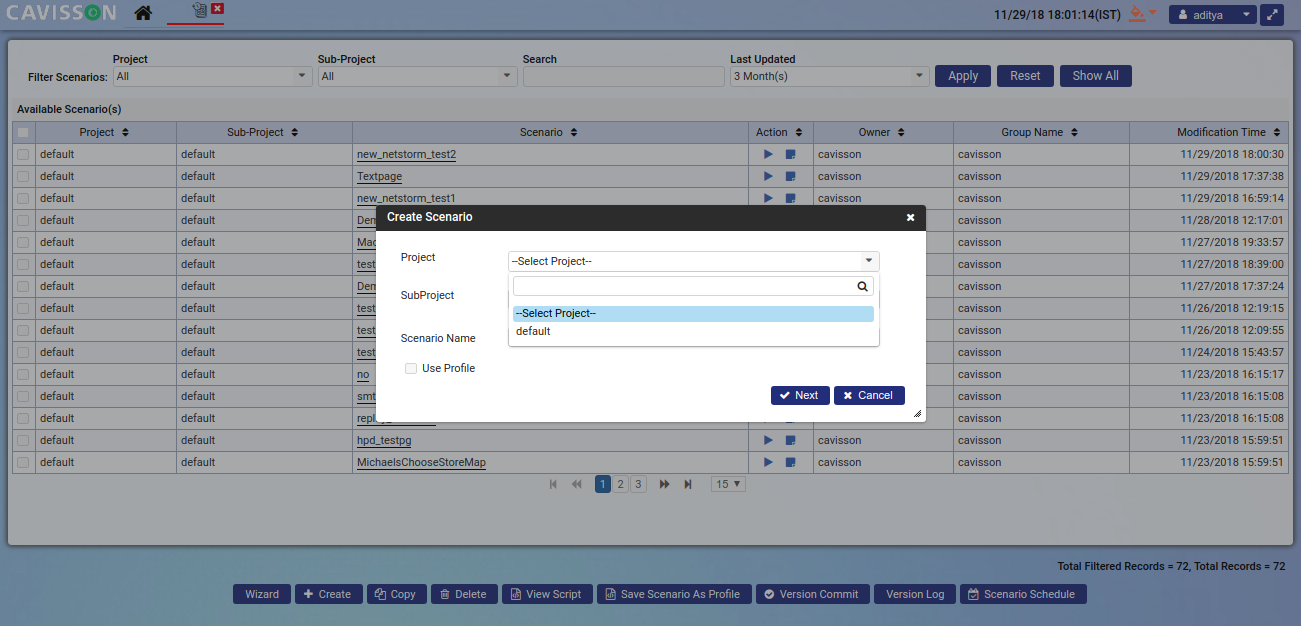 CAVISSON 11/29/18 18:01:14(IST) aditya
Project Sub-Project Search Last Updated
Filter Scenarios: All All 3 Month(s) Apply Reset Show All
Available Scenario(s)
Project Sub-Project Scenario Action Owner Group Name Modification Time
default default new_netstorm_test2 cavisson cavisson 11/29/2018 18:00:30
default default Textpage cavisson cavisson 11/29/2018 17:37:38
default default new_netstorm_test1 cavisson cavisson 11/29/2018 16:59:14
default default Den cavisson 11/28/2018 12:17:01
default default Mac cavisson 11/27/2018 19:33:57
default default test cavisson 11/27/2018 18:39:00
default default Den cavisson 11/27/2018 17:37:24
default default test cavisson 11/26/2018 12:19:15
default default test cavisson 11/26/2018 12:09:55
default default test cavisson 11/24/2018 15:43:57
default default no cavisson 11/23/2018 16:15:17
default default smt cavisson 11/23/2018 16:15:08
default default cavisson 11/23/2018 16:15:08
default default hpd_testpg cavisson cavisson 11/23/2018 15:59:51
default default MichaelsChooseStoreMap cavisson cavisson 11/23/2018 15:59:51
Create Scenario
Project --Select Project--
SubProject
--Select Project--
default
Scenario Name
Use Profile
Next Cancel
1 2 3 15
Total Filtered Records = 72, Total Records = 72
Wizard Create Copy Delete View Script Save Scenario As Profile Version Commit Version Log Scenario Schedule